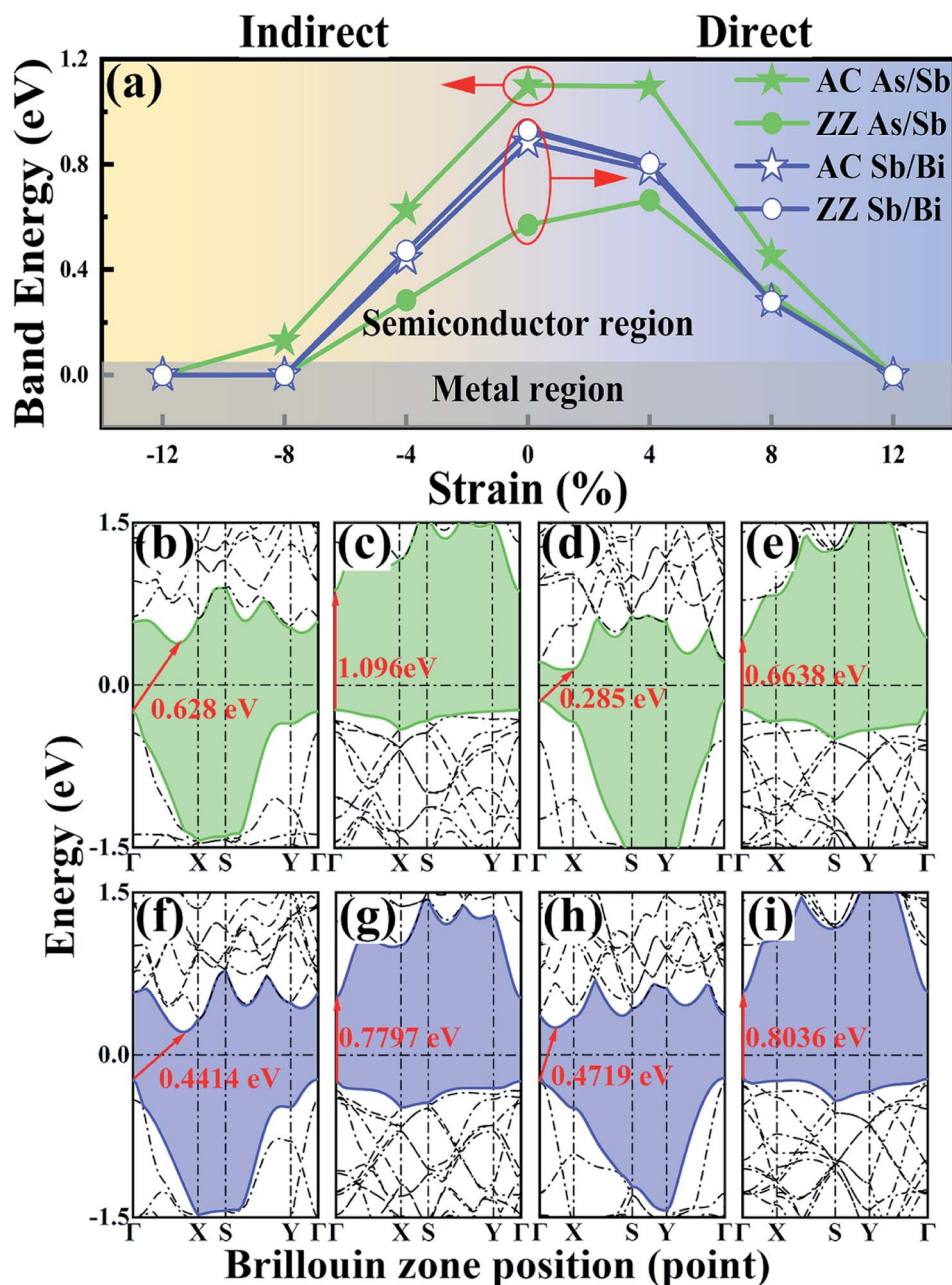 Indirect Direct
(a)
AC As/Sb
ZZ As/Sb
AC Sb/Bi
ZZ Sb/Bi
Band Energy (eV)
1.2
0.8
0.4
0.0
Semiconductor region
Metal region
-12 -8 -4 0 4 8 12
Strain (%)
Energy (eV)
1.5
0.0
-1.5
(b) (c) (d) (e)
0.628 eV 1.096eV 0.285 eV 0.6638 eV
Γ X S Y Γ X S Y Γ X S Y Γ X S Y Γ
1.5
0.0
-1.5
(f) (g) (h) (i)
0.4414 eV 0.7797 eV 0.4719 eV 0.8036 eV
Γ X S Y Γ X S Y Γ X S Y Γ X S Y Γ
Brillouin zone position (point)